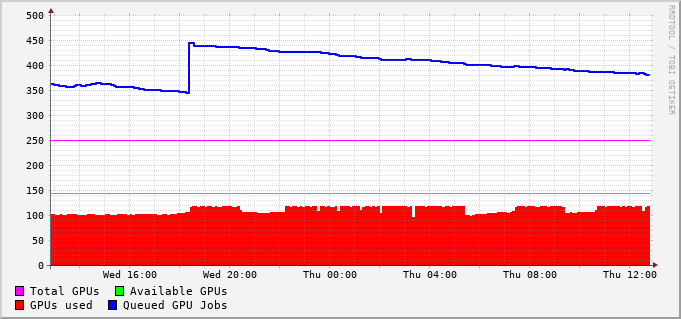 500
450
400
350
300
250
200
150
100
50
0
Wed 16:00 Wed 20:00 Thu 00:00 Thu 04:00 Thu 08:00 Thu 12:00
Total GPUs Available GPUs
GPUs used Queued GPU Jobs
RRDTOOL / TOBI OETIKER